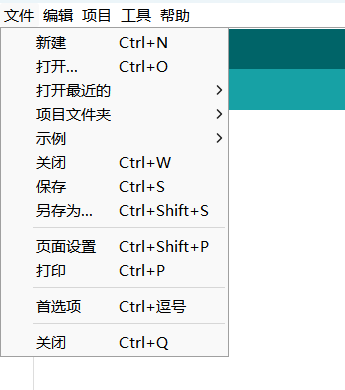 文件 编辑 项目 工具 帮助
新建 Ctrl+N
打开... Ctrl+O
打开最近的
项目文件夹
示例
关闭 Ctrl+W
保存 Ctrl+S
另存为... Ctrl+Shift+S
页面设置 Ctrl+Shift+P
打印 Ctrl+P
首选项 Ctrl+逗号
关闭 Ctrl+Q